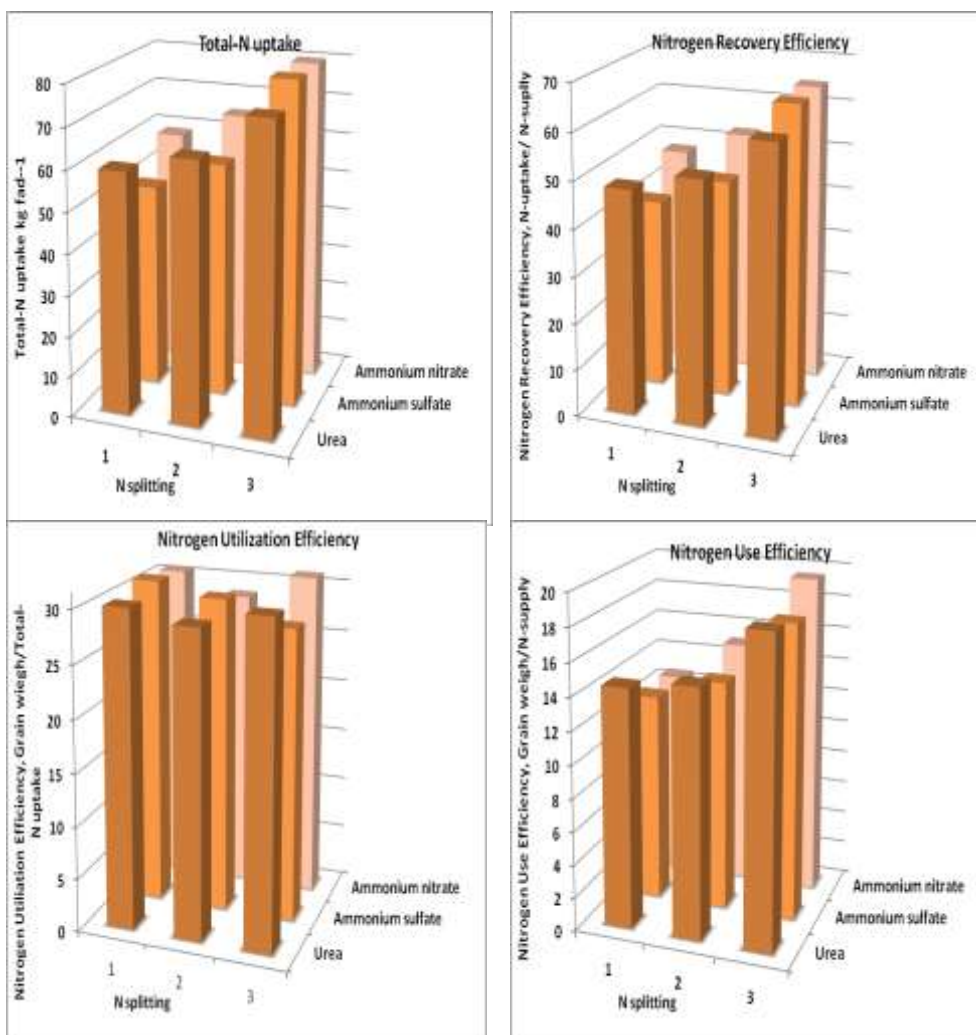 Total-N uptake
Total-N uptake kg fad--1
80
70
60
50
40
30
20
10
0
1
2
3
N splitting
Ammonium nitrate
Ammonium sulfate
Urea
Nitrogen Recovery Efficiency
Nitrogen Recovery Efficiency, N-uptake/ N-suplly
70
60
50
40
30
20
10
0
1
2
3
N splitting
Ammonium nitrate
Ammonium sulfate
Urea
Nitrogen Utilization Efficiency
Nitrogen Utiliation Efficiency, Grain wiegh/Total-
N uptake
30
25
20
15
10
5
0
1
2
3
N splitting
Ammonium nitrate
Ammonium sulfate
Urea
Nitrogen Use Efficiency
Nitrogen Use Efficiency, Grain weigh/N-supply
20
18
16
14
12
10
8
6
4
2
0
1
2
3
N splitting
Ammonium nitrate
Ammonium sulfate
Urea